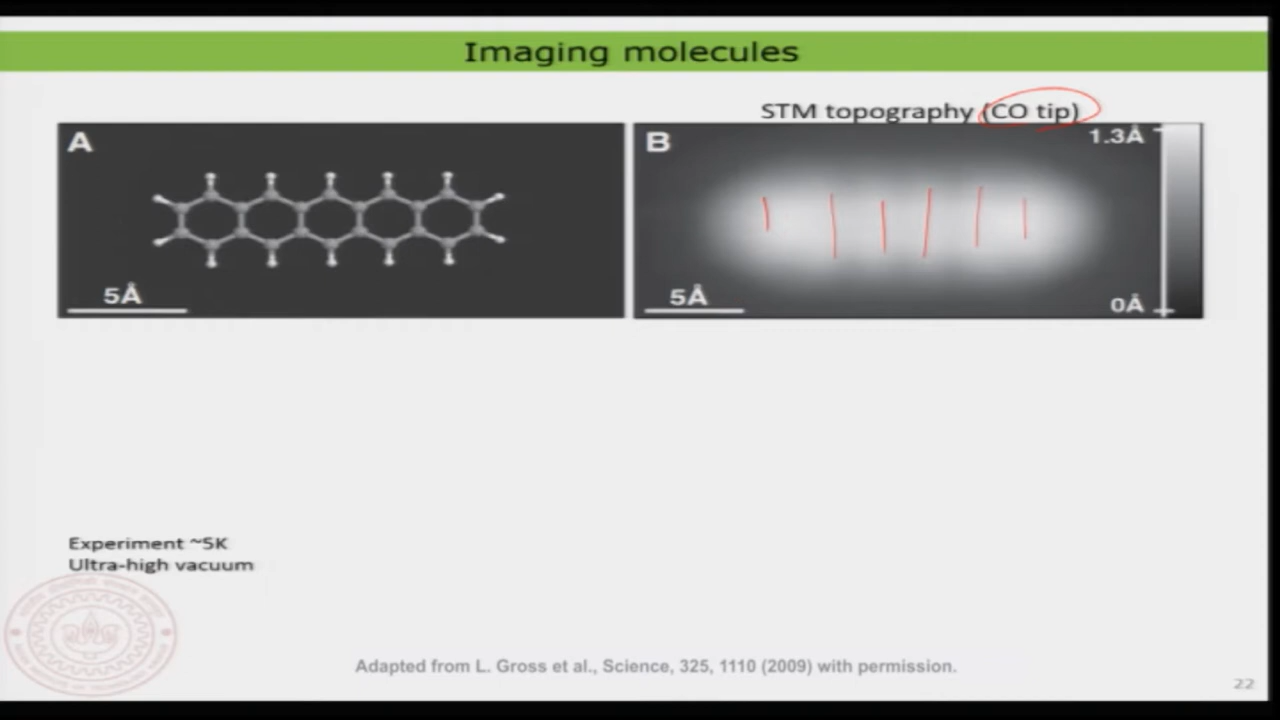 Imaging molecules
STM topography (CO tip)
A
5Å
B
1.3Å
5Å
0Å
Experiment ~5K
Ultra-high vacuum
Adapted from L. Gross et al., Science, 325, 1110 (2009) with permission.
22